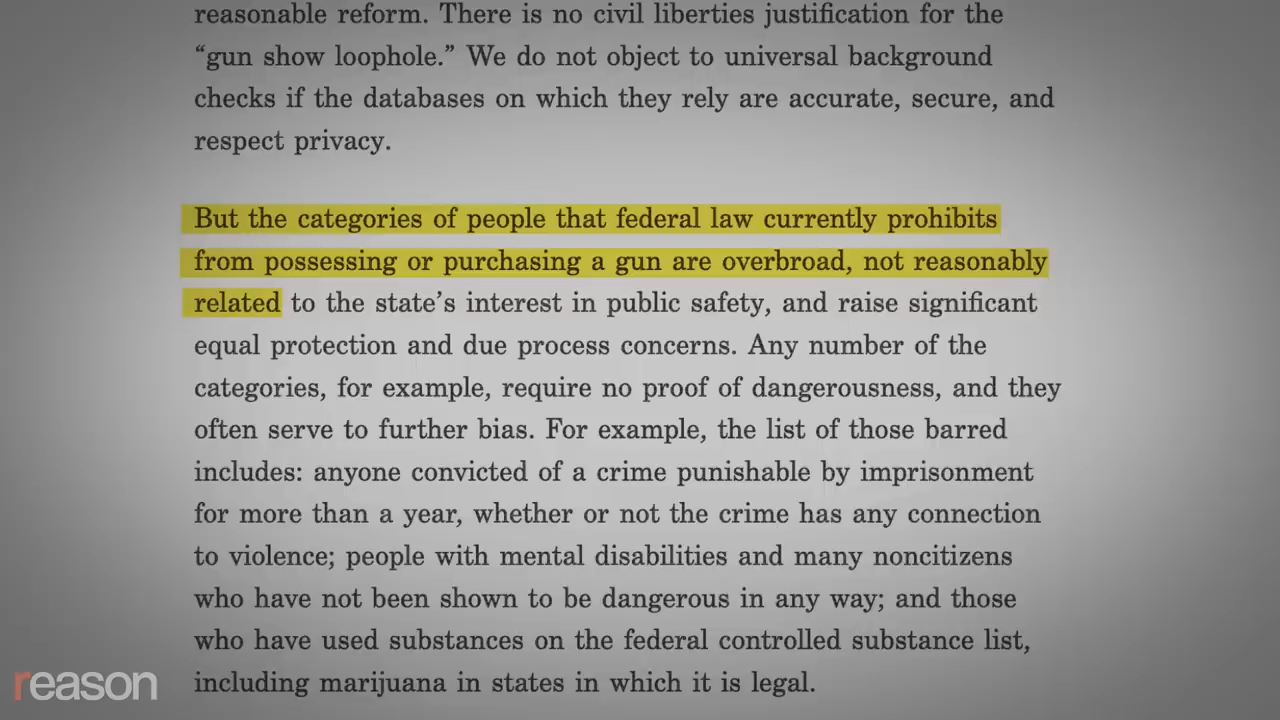 reasonable reform. There is no civil liberties justification for the
“gun show loophole.” We do not object to universal background
checks if the databases on which they rely are accurate, secure, and
respect privacy.
But the categories of people that federal law currently prohibits
from possessing or purchasing a gun are overbroad, not reasonably
related to the state’s interest in public safety, and raise significant
equal protection and due process concerns. Any number of the
categories, for example, require no proof of dangerousness, and they
often serve to further bias. For example, the list of those barred
includes: anyone convicted of a crime punishable by imprisonment
for more than a year, whether or not the crime has any connection
to violence; people with mental disabilities and many noncitizens
who have not been shown to be dangerous in any way; and those
who have used substances on the federal controlled substance list,
including marijuana in states in which it is legal.
reason